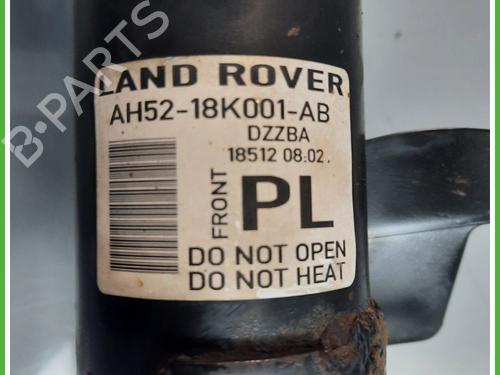 B-PARTS
LAND ROVER
AH52-18K001-AB
DZZBA
18512 08:02.
FRONT
PL
DO NOT OPEN
DO NOT HEAT